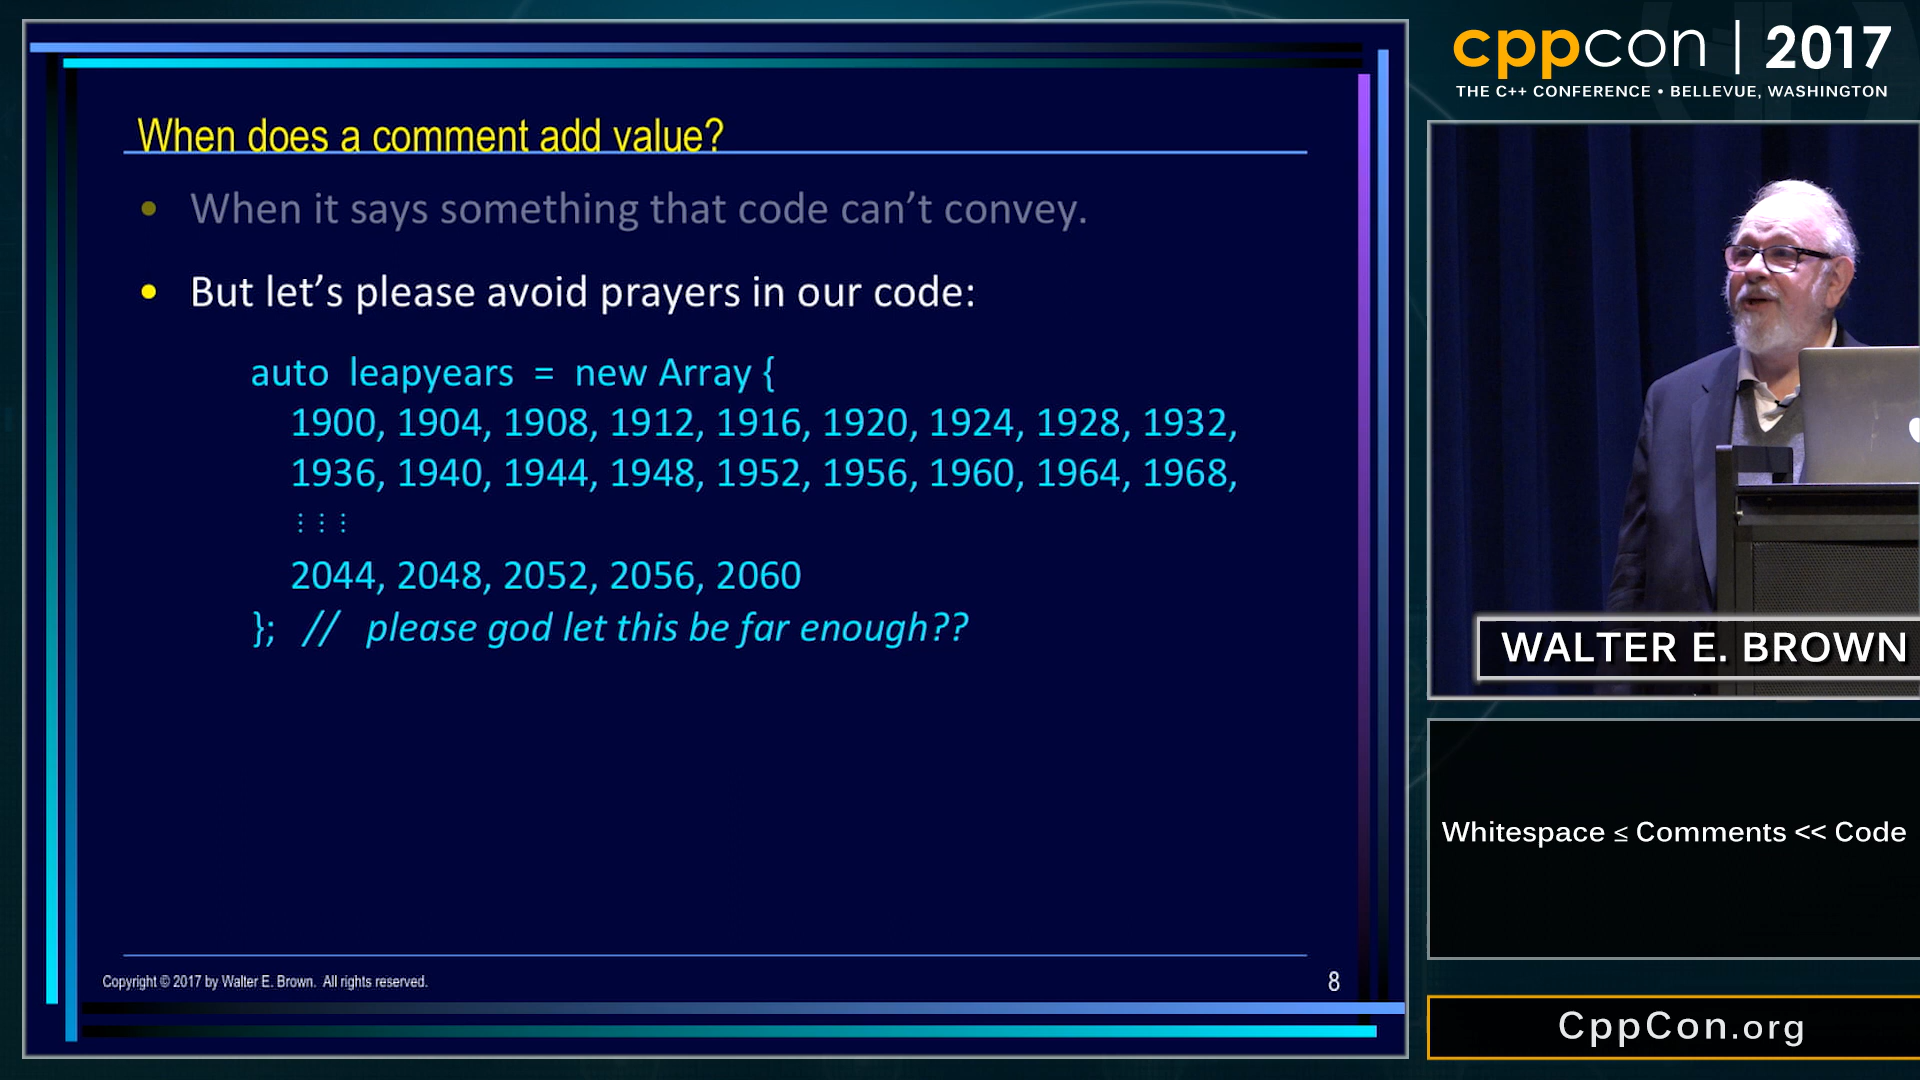 When does a comment add value?
• When it says something that code can't convey.
• But let's please avoid prayers in our code:
auto leapyears = new Array {
1900, 1904, 1908, 1912, 1916, 1920, 1924, 1928, 1932,
1936, 1940, 1944, 1948, 1952, 1956, 1960, 1964, 1968,
⋮ ⋮ ⋮
2044, 2048, 2052, 2056, 2060
}; // please god let this be far enough??
Copyright © 2017 by Walter E. Brown. All rights reserved.
8
cppcon | 2017
THE C++ CONFERENCE • BELLEVUE, WASHINGTON
WALTER E. BROWN
Whitespace ≤ Comments << Code
CppCon.org